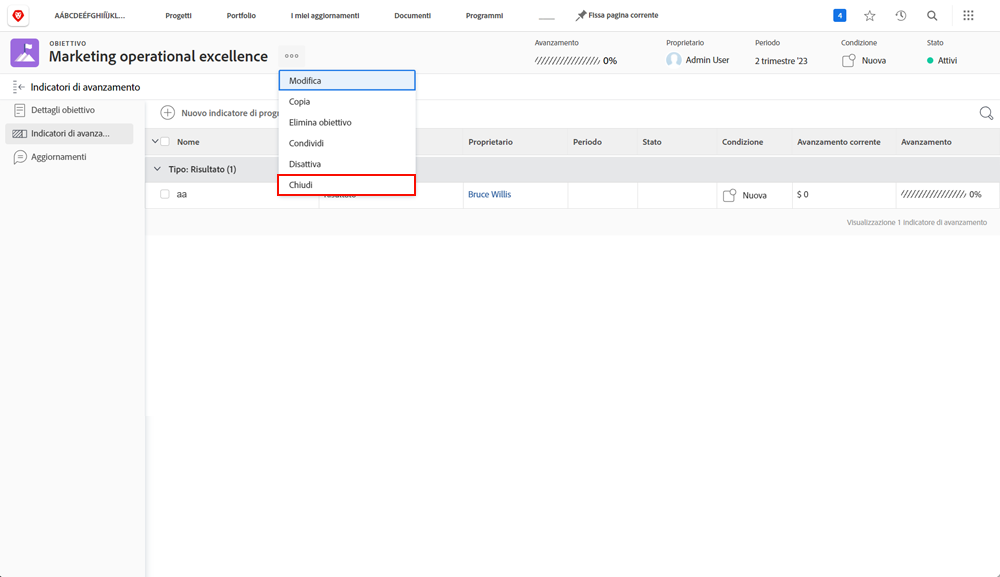 AÁBCDEÉFGHIÍJKL... Progetti Portfolio I miei aggiornamenti Documenti Programmi Fissa pagina corrente 4
OBIETTIVO
Marketing operational excellence
Avanzamento Proprietario Periodo Condizione Stato
0% Admin User 2 trimestre '23 Nuova Attivi
Indicatori di avanzamento
Dettagli obiettivo
Indicatori di avanza...
Aggiornamenti
Modifica
Copia
Elimina obiettivo
Condividi
Disattiva
Chiudi
Nuovo indicatore di prog
Nome Proprietario Periodo Stato Condizione Avanzamento corrente Avanzamento
Tipo: Risultato (1)
aa Risultato Bruce Willis Nuova $ 0 0%
Visualizzazione 1 indicatore di avanzamento